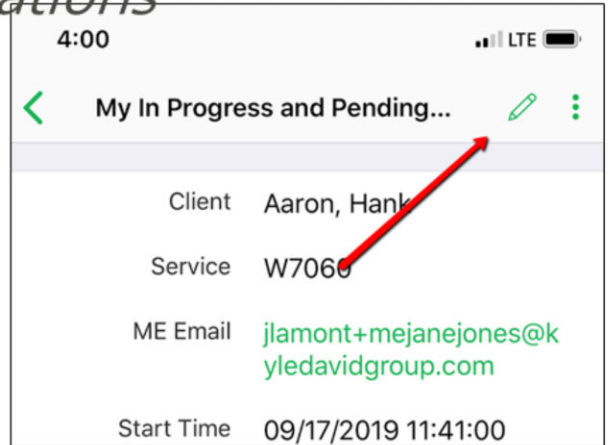 ations
4:00 LTE
My In Progress and Pending...
Client Aaron, Hank
Service W7060
ME Email jlamont+mejanejones@k
yledavidgroup.com
Start Time 09/17/2019 11:41:00